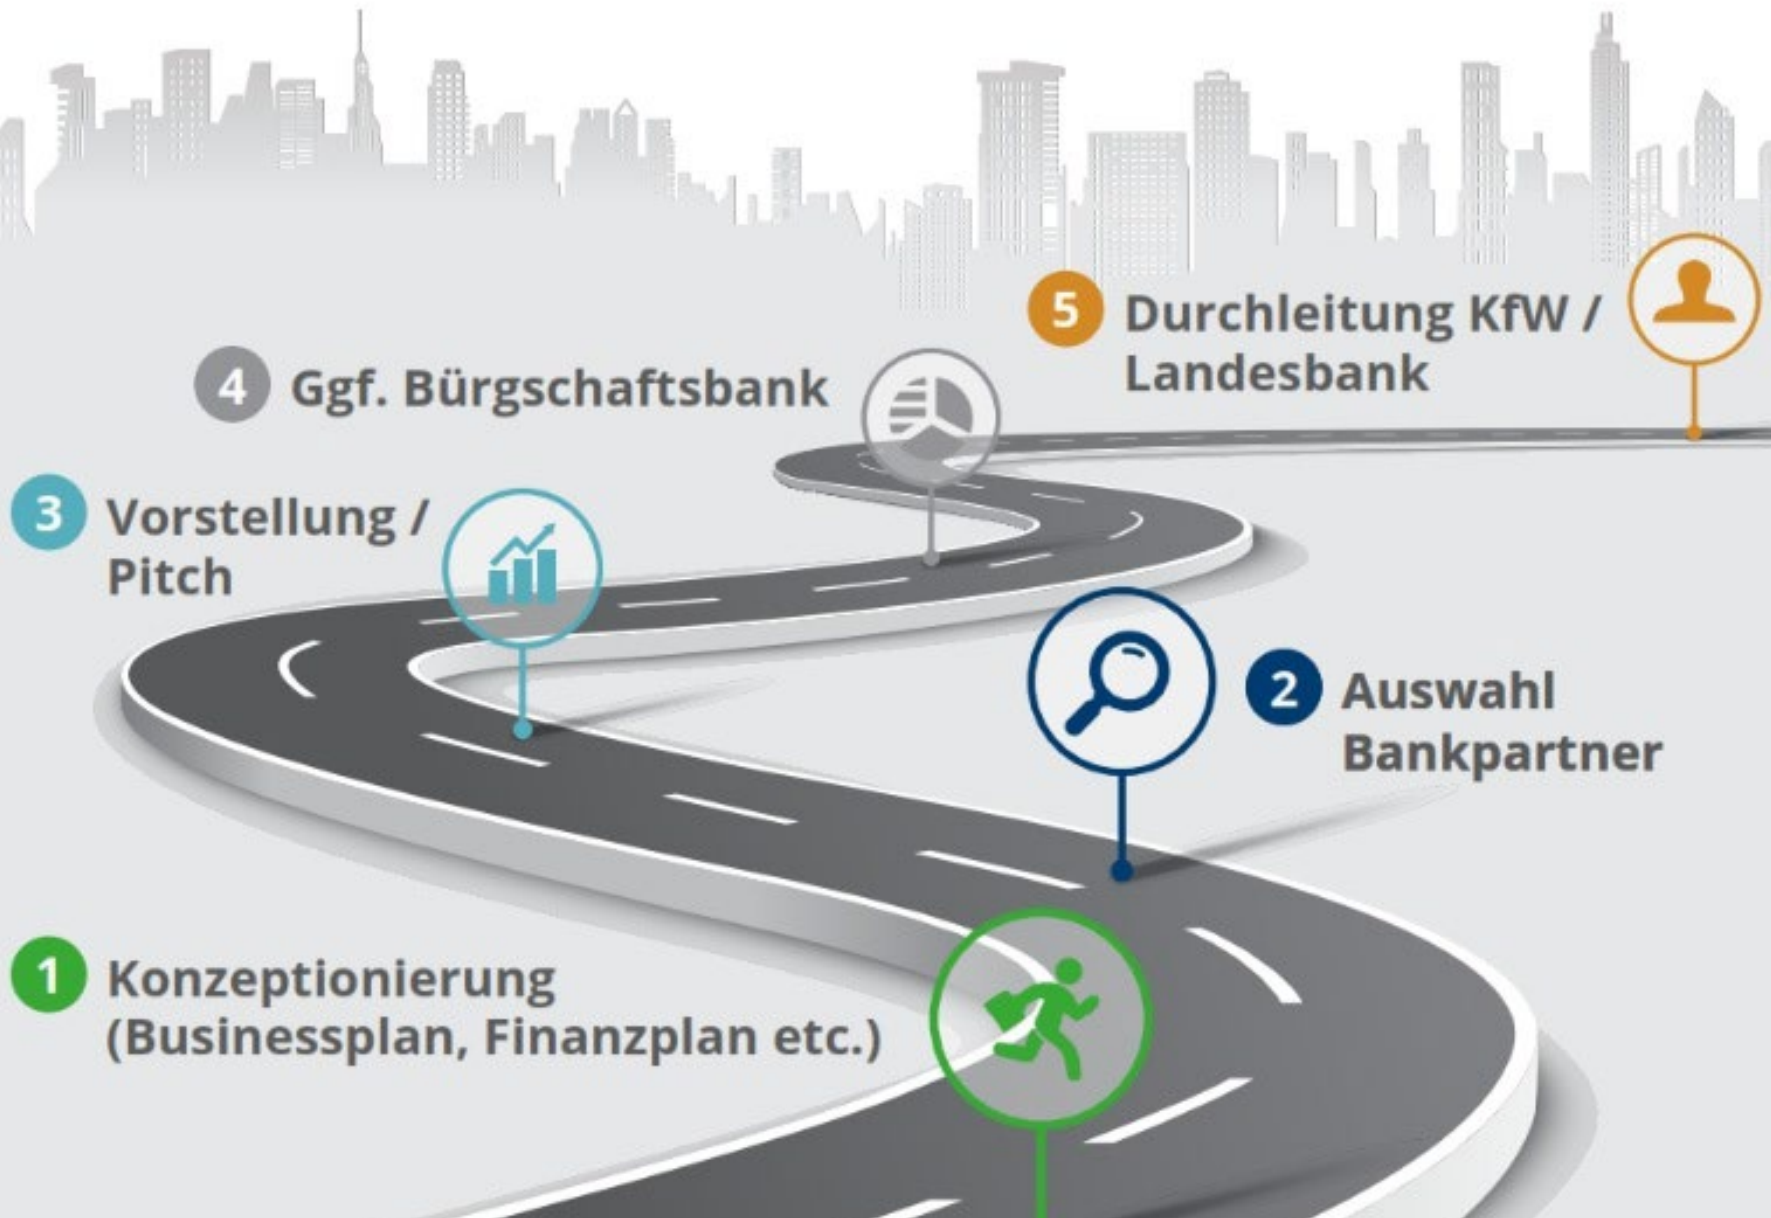 5 Durchleitung KfW /
Landesbank
4 Ggf. Bürgschaftsbank
3 Vorstellung /
Pitch
2 Auswahl
Bankpartner
1 Konzeptionierung
(Businessplan, Finanzplan etc.)